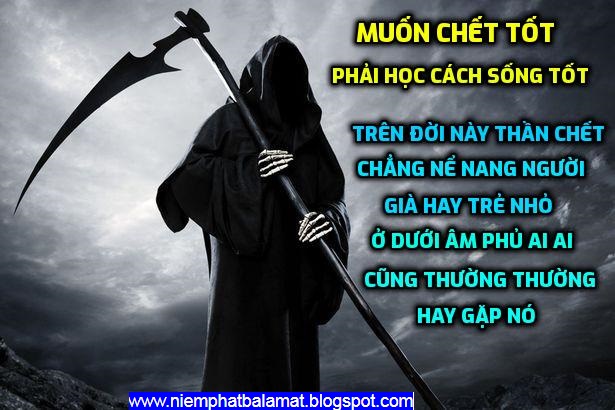 MUỐN CHẾT TỐT
PHẢI HỌC CÁCH SỐNG TỐT
TRÊN ĐỜI NÀY THẦN CHẾT
CHẲNG NỂ NANG NGƯỜI
GIÀ HAY TRẺ NHỎ
Ở DƯỚI ÂM PHỦ AI AI
CŨNG THƯỜNG THƯỜNG
HAY GẶP NÓ
www.niemphatbalamat.blogspot.com